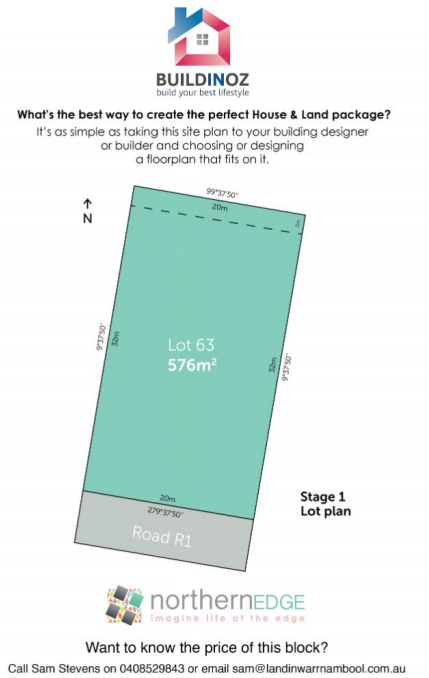 BUILDINOZ
build your best lifestyle
What's the best way to create the perfect House & Land package?
It's as simple as taking this site plan to your building designer
or builder and choosing or designing
a floorplan that fits on it.
99°37'50"
20m
3m
N
9°37'50"
32m
Lot 63
576m²
32m
9°37'50"
20m
279°37'50"
Road R1
Stage 1
Lot plan
northernEDGE
Imagine life at the edge
Want to know the price of this block?
Call Sam Stevens on 0408529843 or email sam@landinwarrnambool.com.au